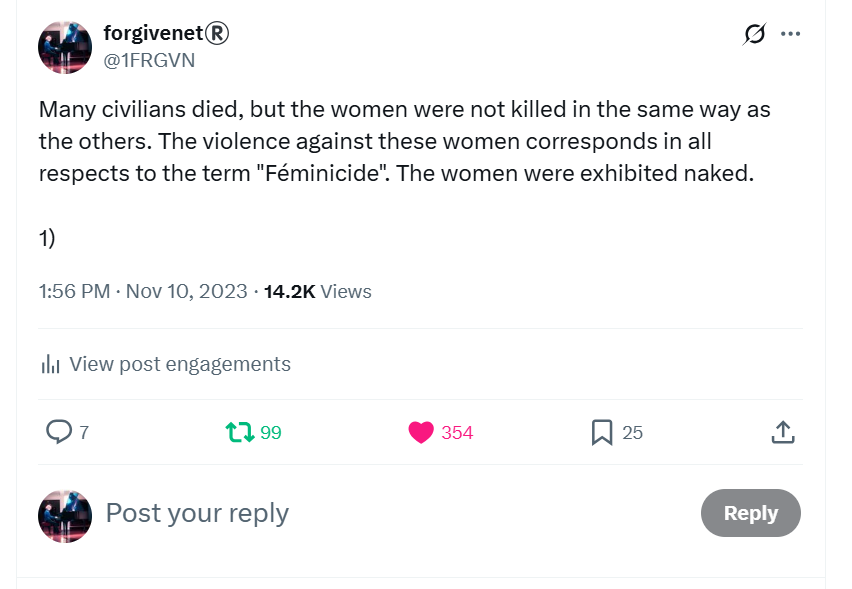 forgivenet®
@1FRGVN
Many civilians died, but the women were not killed in the same way as
the others. The violence against these women corresponds in all
respects to the term "Féminicide". The women were exhibited naked.
1)
1:56 PM · Nov 10, 2023 · 14.2K Views
View post engagements
7 99 354 25
Post your reply
Reply